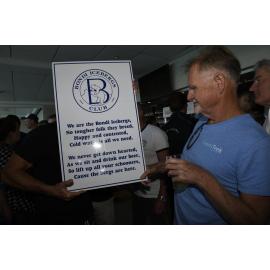 BONDI ICEBERGS
B
CLUB
We are the Bondi Icebergs,
No tougher folk they breed,
Happy and contented,
Cold water is all we need.
We never get down hearted,
As we sit and drink our beer,
So lift up all your schooners,
Cause the bergs are here.